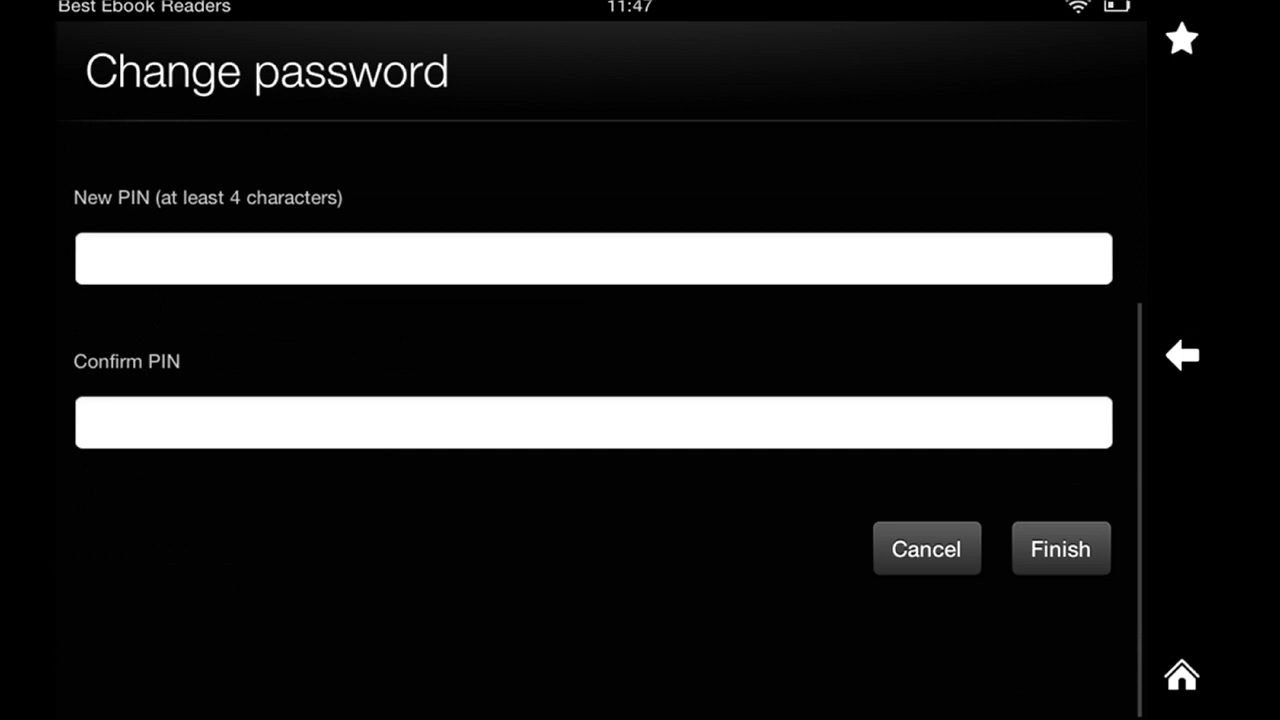 Best Ebook Readers
11:47
Change password
New PIN (at least 4 characters)
Confirm PIN
Cancel
Finish